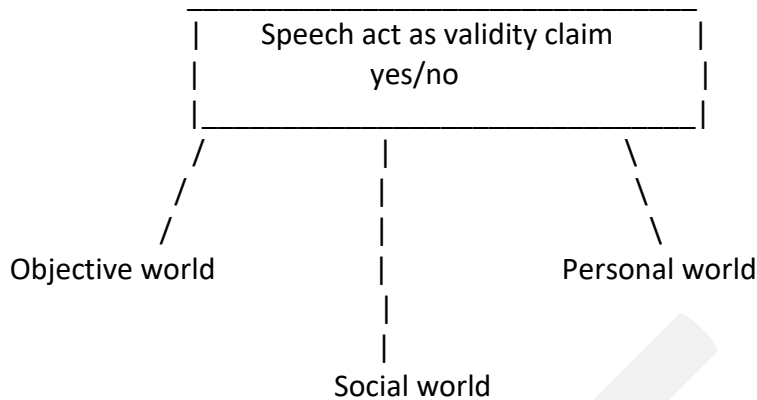 Speech act as validity claim
yes/no
Objective world
Personal world
Social world